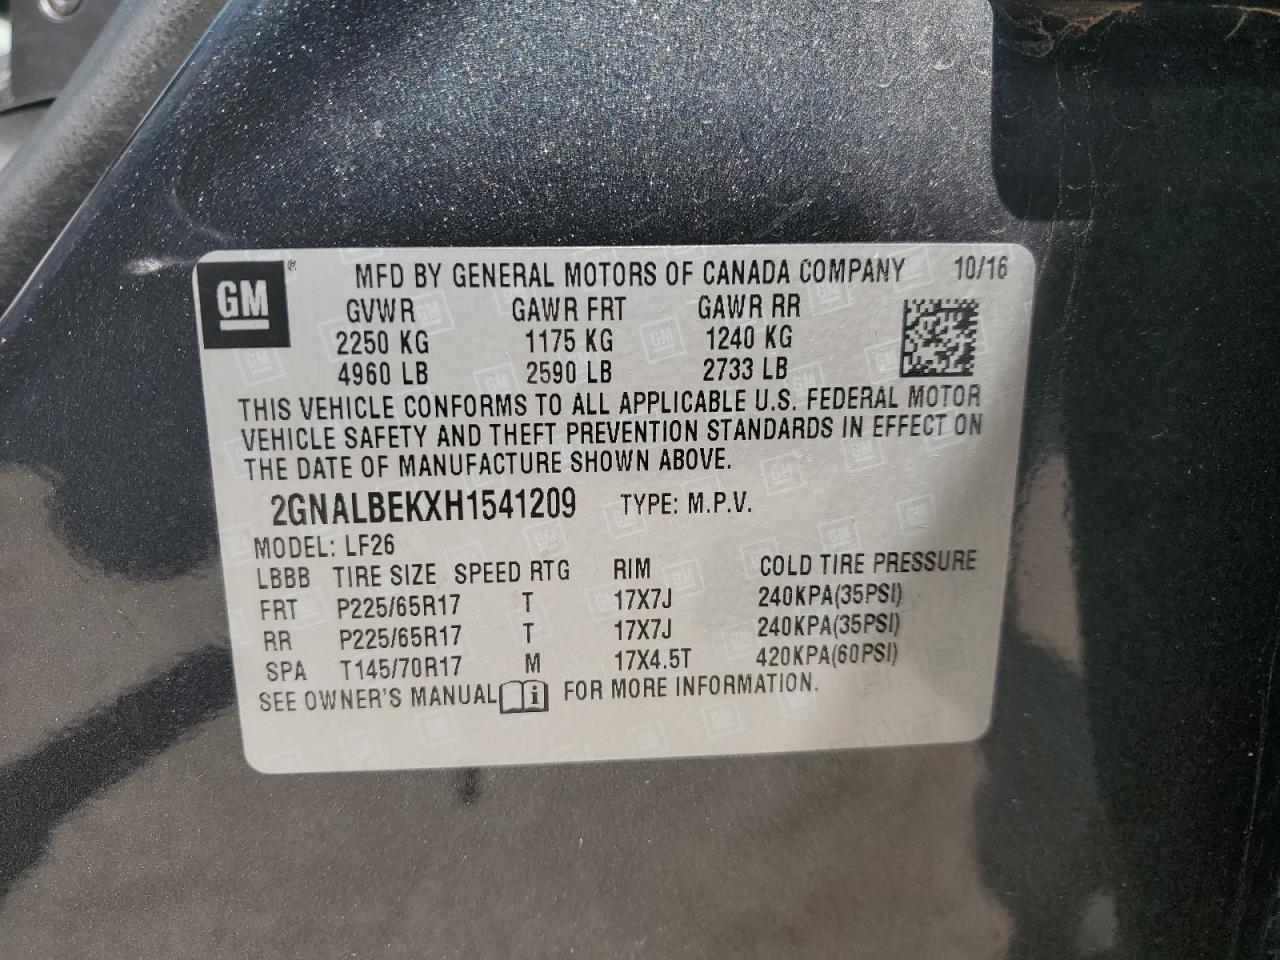 GM ® MFD BY GENERAL MOTORS OF CANADA COMPANY 10/16
GVWR GAWR FRT GAWR RR
2250 KG 1175 KG 1240 KG
4960 LB 2590 LB 2733 LB
THIS VEHICLE CONFORMS TO ALL APPLICABLE U.S. FEDERAL MOTOR
VEHICLE SAFETY AND THEFT PREVENTION STANDARDS IN EFFECT ON
THE DATE OF MANUFACTURE SHOWN ABOVE.
2GNALBEKXH1541209 TYPE: M.P.V.
MODEL: LF26
LBBB TIRE SIZE SPEED RTG RIM COLD TIRE PRESSURE
FRT P225/65R17 T 17X7J 240KPA(35PSI)
RR P225/65R17 T 17X7J 240KPA(35PSI)
SPA T145/70R17 M 17X4.5T 420KPA(60PSI)
SEE OWNER'S MANUAL i FOR MORE INFORMATION.